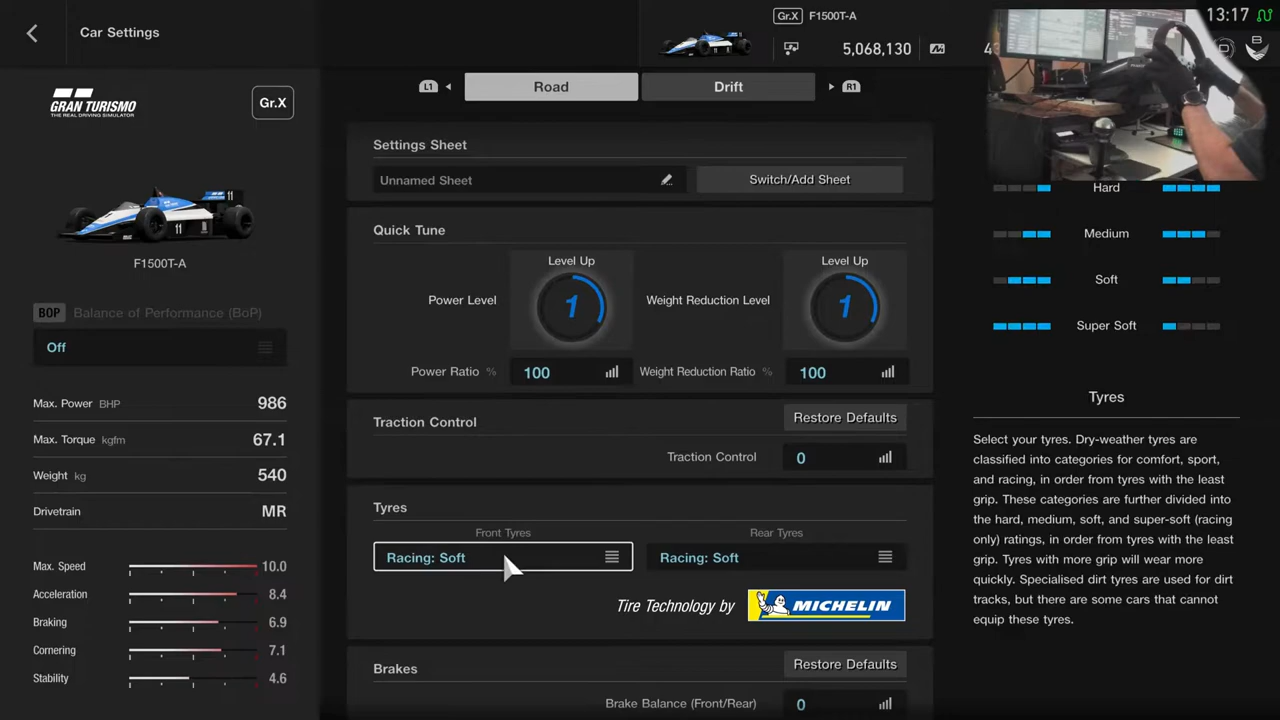 Car Settings
Gr.X
F1500T-A
5,068,130
13:17
GRAN TURISMO
THE REAL DRIVING SIMULATOR
Gr.X
F1500T-A
BOP Balance of Performance (BoP)
Off
Max. Power BHP 986
Max. Torque kgfm 67.1
Weight kg 540
Drivetrain MR
Max. Speed 10.0
Acceleration 8.4
Braking 6.9
Cornering 7.1
Stability 4.6
L1 Road Drift R1
Settings Sheet
Unnamed Sheet Switch/Add Sheet
Quick Tune
Level Up Level Up
Power Level 1 Weight Reduction Level 1
Power Ratio % 100 Weight Reduction Ratio % 100
Traction Control Restore Defaults
Traction Control 0
Tyres
Front Tyres Rear Tyres
Racing: Soft Racing: Soft
Tire Technology by MICHELIN
Brakes Restore Defaults
Brake Balance (Front/Rear) 0
Hard
Medium
Soft
Super Soft
Tyres
Select your tyres. Dry-weather tyres are
classified into categories for comfort, sport,
and racing, in order from tyres with the least
grip. These categories are further divided into
the hard, medium, soft, and super-soft (racing
only) ratings, in order from tyres with the least
grip. Tyres with more grip will wear more
quickly. Specialised dirt tyres are used for dirt
tracks, but there are some cars that cannot
equip these tyres.